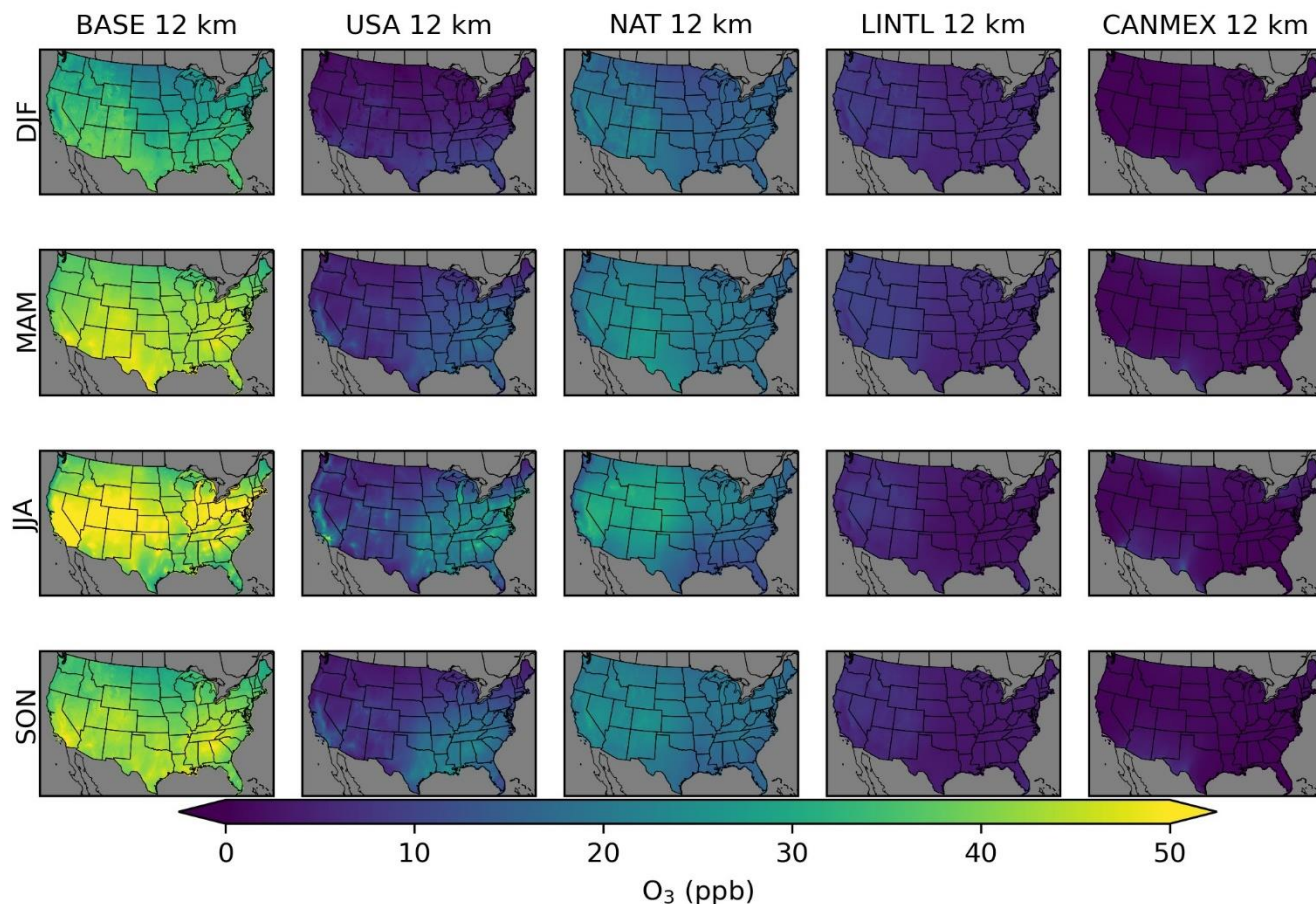 BASE 12 km USA 12 km NAT 12 km LINTL 12 km CANMEX 12 km
DJF
MAM
JJA
SON
0 10 20 30 40 50
O₃ (ppb)